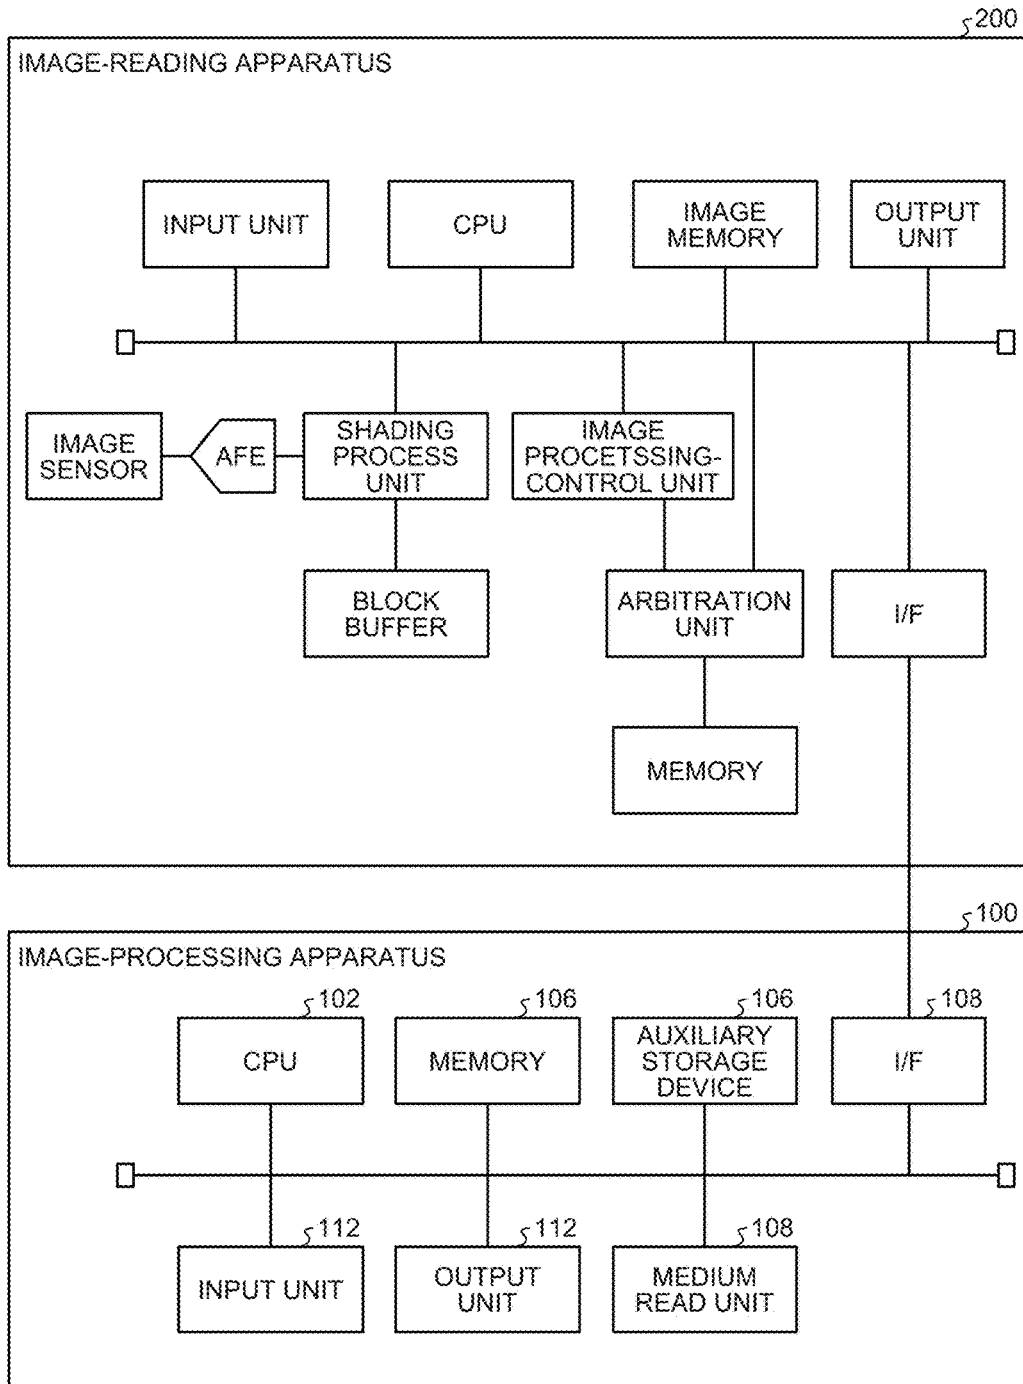 200
IMAGE-READING APPARATUS
INPUT UNIT
CPU
IMAGE
MEMORY
OUTPUT
UNIT
IMAGE
SENSOR
AFE
SHADING
PROCESS
UNIT
IMAGE
PROCETSSING-
CONTROL UNIT
BLOCK
BUFFER
ARBITRATION
UNIT
I/F
MEMORY
100
IMAGE-PROCESSING APPARATUS
102
CPU
106
MEMORY
106
AUXILIARY
STORAGE
DEVICE
108
I/F
112
INPUT UNIT
112
OUTPUT
UNIT
108
MEDIUM
READ UNIT